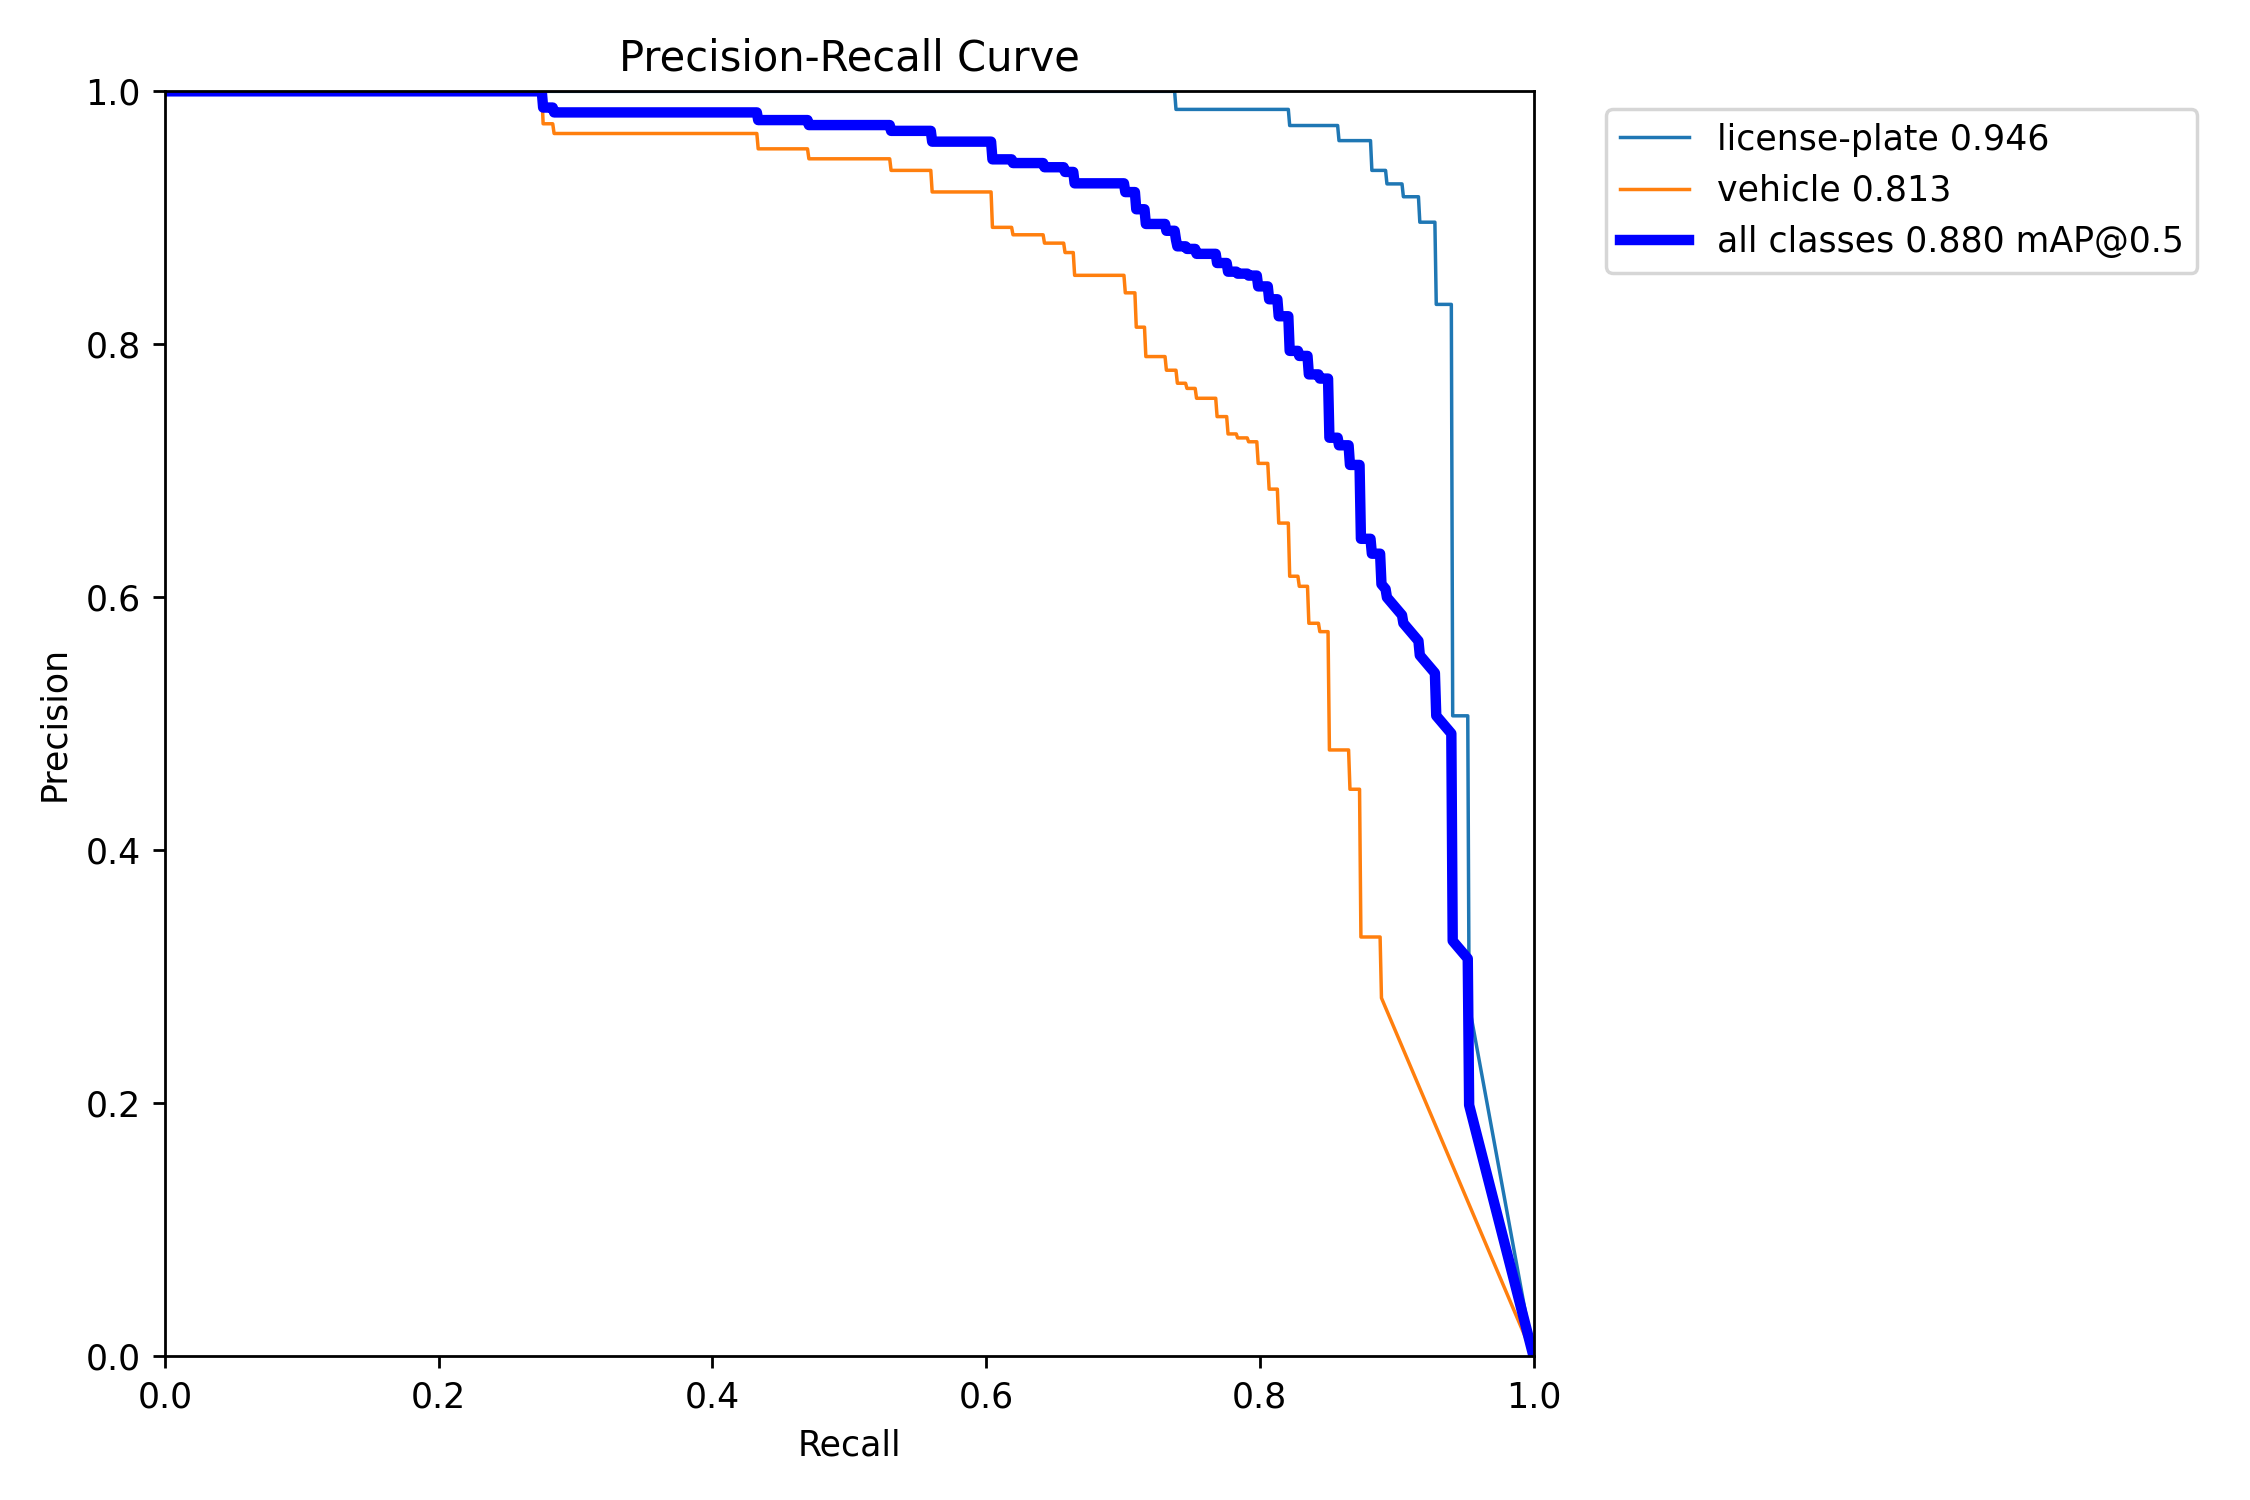 Precision-Recall Curve
license-plate 0.946
vehicle 0.813
all classes 0.880 mAP@0.5
Precision
1.0
0.8
0.6
0.4
0.2
0.0
0.0 0.2 0.4 0.6 0.8 1.0
Recall